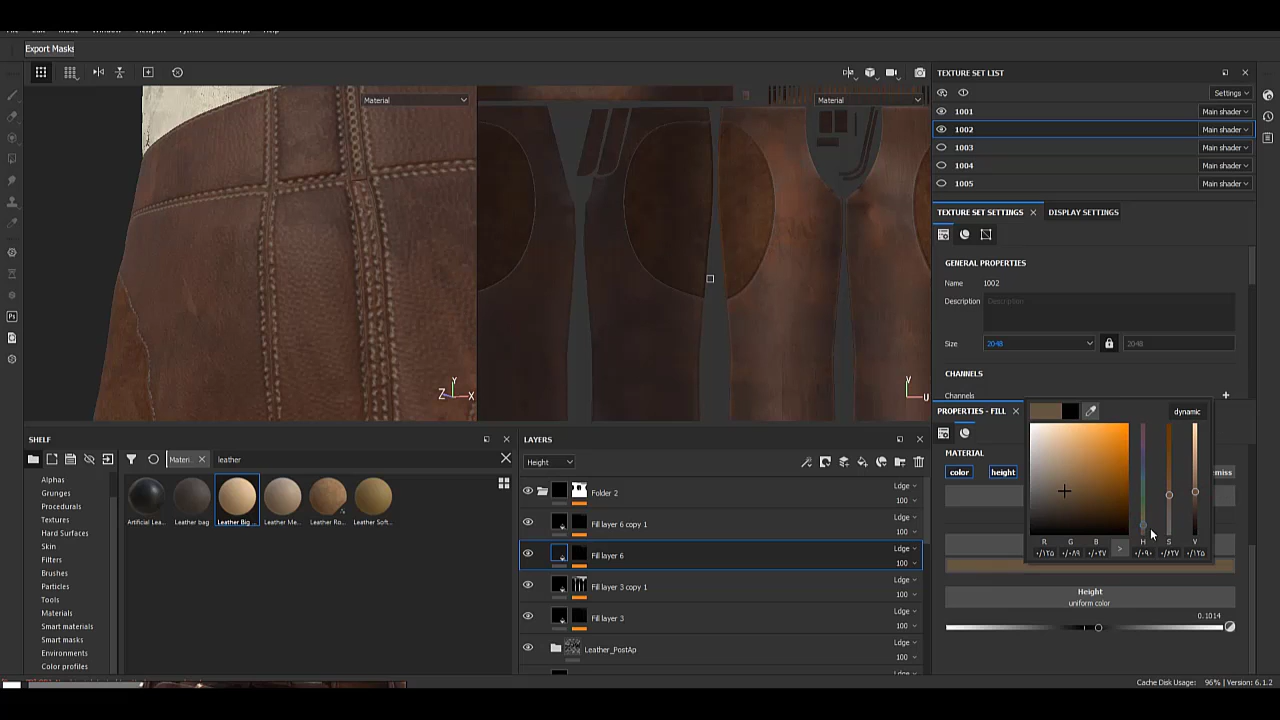 Export Masks
Material
Material
TEXTURE SET LIST
Settings
1001 Main shader
1002 Main shader
1003 Main shader
1004 Main shader
1005 Main shader
TEXTURE SET SETTINGS DISPLAY SETTINGS
GENERAL PROPERTIES
Name 1002
Description Description
Size 2048 2048
CHANNELS
Channels
PROPERTIES - FILL
dynamic
MATERIAL
color height
R G B H S V
Height
uniform color
0.1014
SHELF
Materi... leather
Alphas
Grunges
Procedurals
Textures
Hard Surfaces
Skin
Filters
Brushes
Particles
Tools
Materials
Smart materials
Smart masks
Environments
Color profiles
Artificial Lea... Leather bag Leather Big ... Leather Me... Leather Ro... Leather Soft...
LAYERS
Height
Folder 2 Ldge 100
Fill layer 6 copy 1 Ldge 100
Fill layer 6 Ldge 100
Fill layer 3 copy 1 Ldge 100
Fill layer 3 Ldge 100
Leather_PostAp Ldge 100
Y
Z X
Y
U
Cache Disk Usage: 96% | Version: 6.1.2